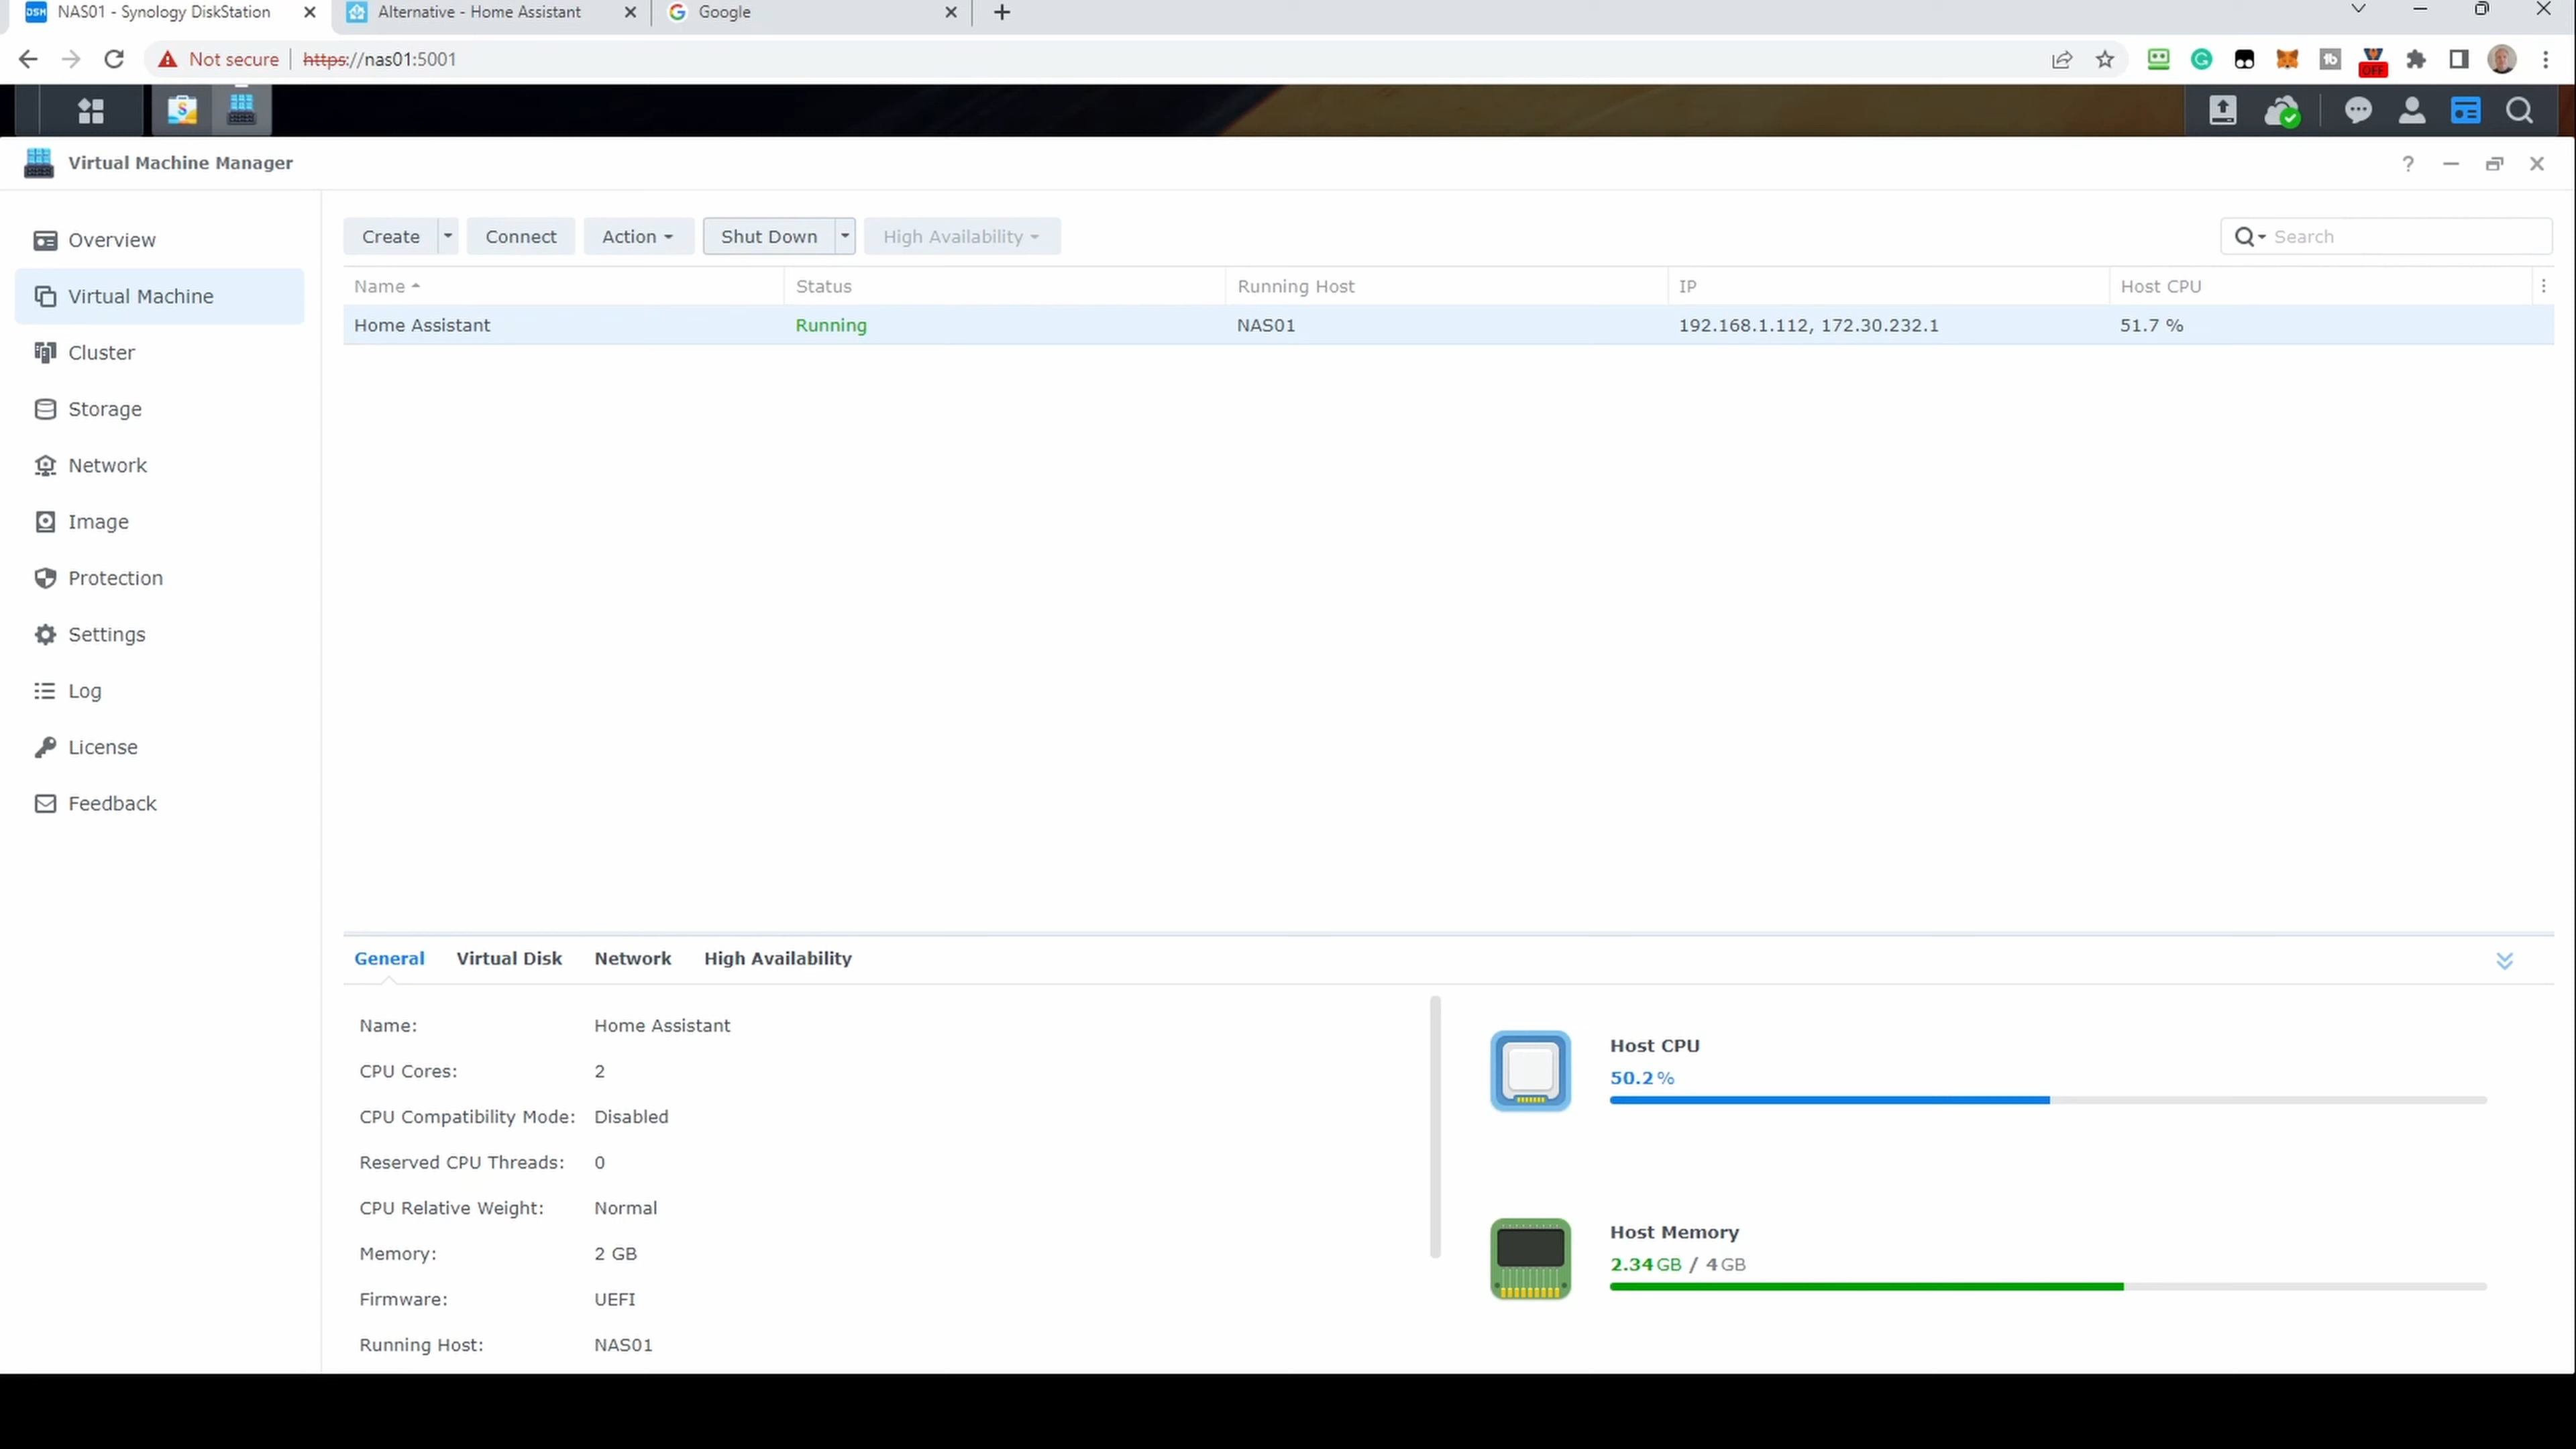 DSM NAS01 - Synology DiskStation Alternative - Home Assistant Google
Not secure https://nas01:5001
OFF
Virtual Machine Manager
Overview
Virtual Machine
Cluster
Storage
Network
Image
Protection
Settings
Log
License
Feedback
Create Connect Action Shut Down High Availability Search
Name Status Running Host IP Host CPU
Home Assistant Running NAS01 192.168.1.112, 172.30.232.1 51.7 %
General Virtual Disk Network High Availability
Name: Home Assistant
CPU Cores: 2
CPU Compatibility Mode: Disabled
Reserved CPU Threads: 0
CPU Relative Weight: Normal
Memory: 2 GB
Firmware: UEFI
Running Host: NAS01
Host CPU
50.2 %
Host Memory
2.34 GB / 4 GB